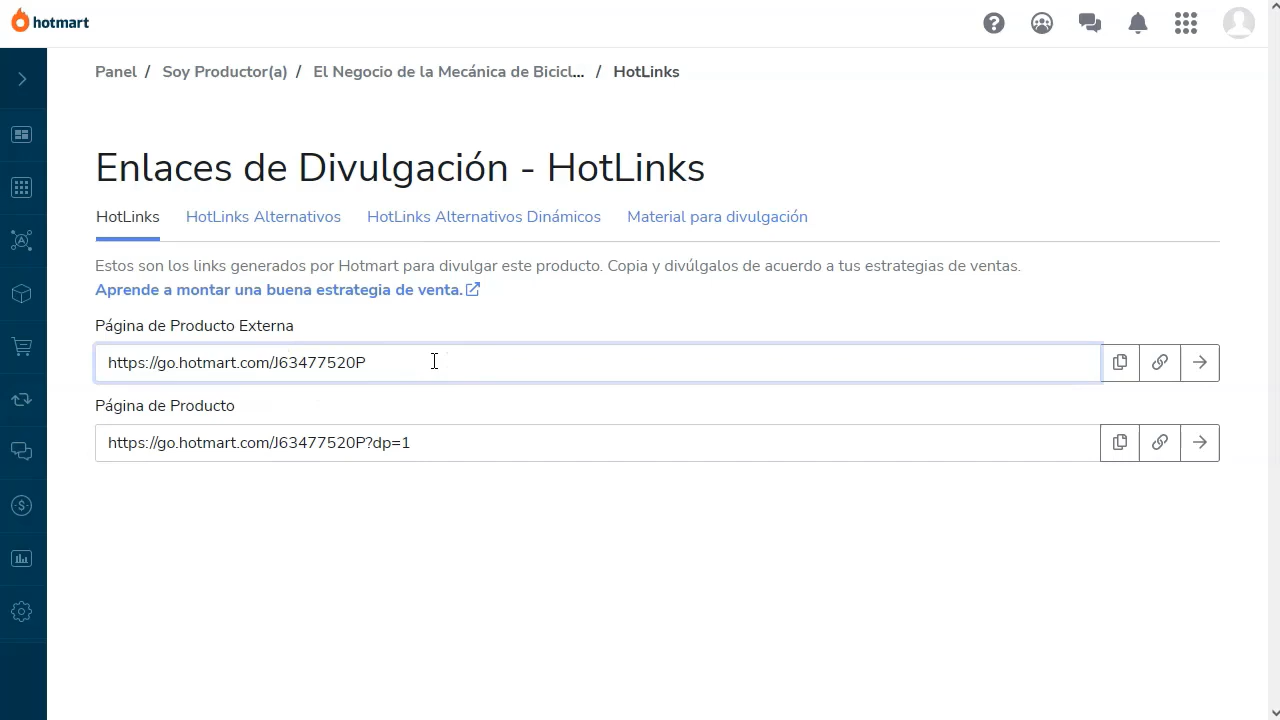 hotmart
Panel / Soy Productor(a) / El Negocio de la Mecánica de Bicicl... / HotLinks
Enlaces de Divulgación - HotLinks
HotLinks HotLinks Alternativos HotLinks Alternativos Dinámicos Material para divulgación
Estos son los links generados por Hotmart para divulgar este producto. Copia y divúlgalos de acuerdo a tus estrategias de ventas.
Aprende a montar una buena estrategia de venta.
Página de Producto Externa
https://go.hotmart.com/J63477520P
Página de Producto
https://go.hotmart.com/J63477520P?dp=1